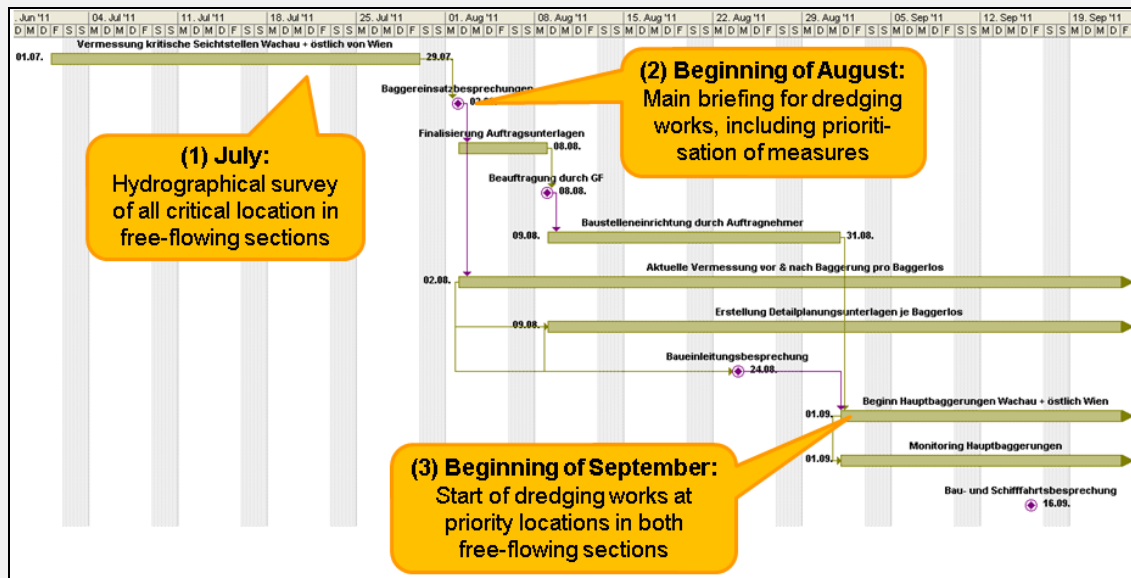 . Jun '11 04. Jul '11 11. Jul '11 18. Jul '11 25. Jul '11 01. Aug '11 08. Aug '11 15. Aug '11 22. Aug '11 29. Aug '11 05. Sep '11 12. Sep '11 19. Sep '11
D M D F S S M D M D F S S M D M D F S S M D M D F S S M D M D F S S M D M D F S S M D M D F S S M D M D F S S M D M D F S S M D M D F S S M D M D F S S M D M D F S S M D M D F
Vermessung kritische Seichtstellen Wachau + östlich von Wien
01.07. 29.07.
(2) Beginning of August:
Main briefing for dredging
works, including prioriti-
sation of measures
Baggereinsatzbesprechungen
Finalisierung Auftragsunterlagen
08.08.
(1) July:
Hydrographical survey
of all critical location in
free-flowing sections
Beauftragung durch GF
08.08.
Baustelleneinrichtung durch Auftragnehmer
09.08. 31.08.
Aktuelle Vermessung vor & nach Baggerung pro Baggerlos
02.08.
Erstellung Detailplanungsunterlagen je Baggerlos
09.08.
Baueinleitungsbesprechung
24.08.
Beginn Hauptbaggerungen Wachau + östlich Wien
01.09.
Monitoring Hauptbaggerungen
01.09.
(3) Beginning of September:
Start of dredging works at
priority locations in both
free-flowing sections
Bau- und Schifffahrtsbesprechung
16.09.